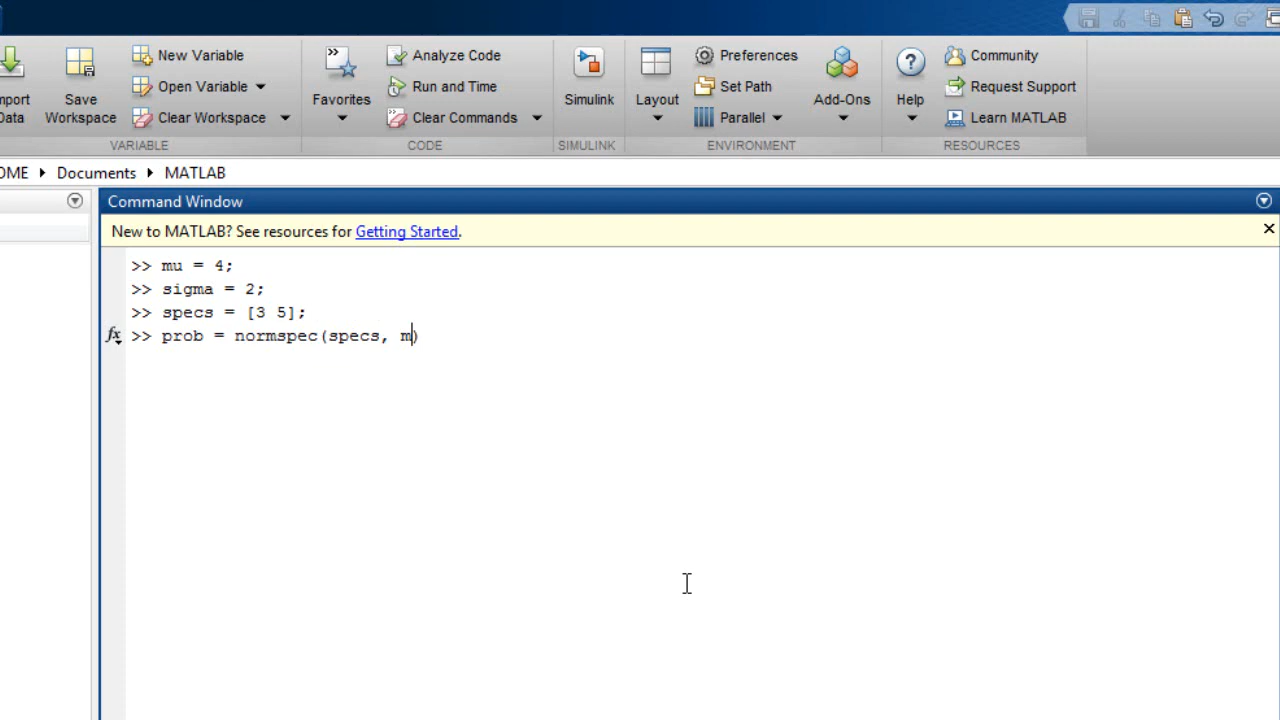 New Variable
Analyze Code
Preferences
Community
Open Variable
Run and Time
Set Path
Request Support
mport Data
Save Workspace
Clear Workspace
Favorites
Clear Commands
Simulink
Layout
Parallel
Add-Ons
Help
Learn MATLAB
VARIABLE
CODE
SIMULINK
ENVIRONMENT
RESOURCES
OME Documents MATLAB
Command Window
New to MATLAB? See resources for Getting Started.
>> mu = 4;
>> sigma = 2;
>> specs = [3 5];
fx >> prob = normspec(specs, m)